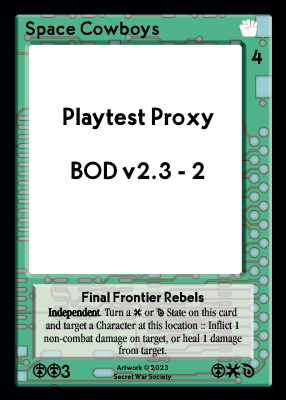 Space Cowboys
4
Playtest Proxy
BOD v2.3 - 2
Final Frontier Rebels
Independent. Turn a or State on this card
and target a Character at this location :: Inflict 1
non-combat damage on target, or heal 1 damage
from target.
3
Artwork © 2023
Secret War Society